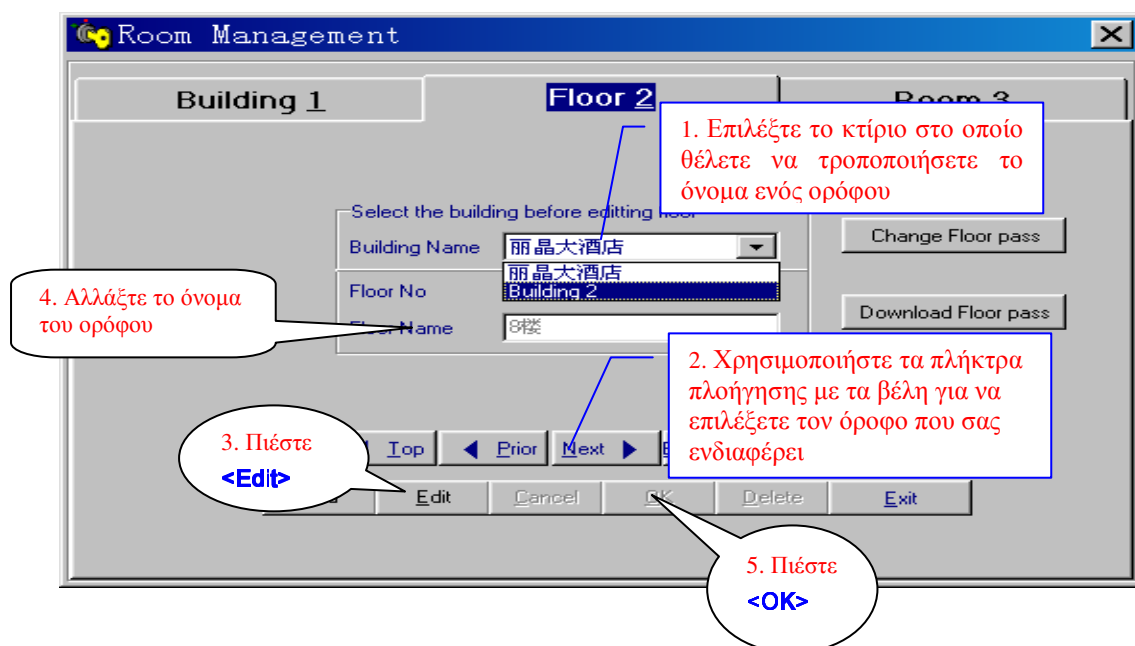 Room Management
Building 1
Floor 2
Room 3
1. Επιλέξτε το κτίριο στο οποίο
θέλετε να τροποποιήσετε το
όνομα ενός ορόφου
Select the building before editting floor
Building Name
丽晶大酒店
丽晶大酒店
Building 2
Change Floor pass
Floor No
4. Αλλάξτε το όνομα
του ορόφου
Floor Name
8楼
Download Floor pass
2. Χρησιμοποιήστε τα πλήκτρα
πλοήγησης με τα βέλη για να
επιλέξετε τον όροφο που σας
ενδιαφέρει
3. Πιέστε
<Edit>
Top
Prior
Next
Edit
Cancel
OK
Delete
Exit
5. Πιέστε
<OK>